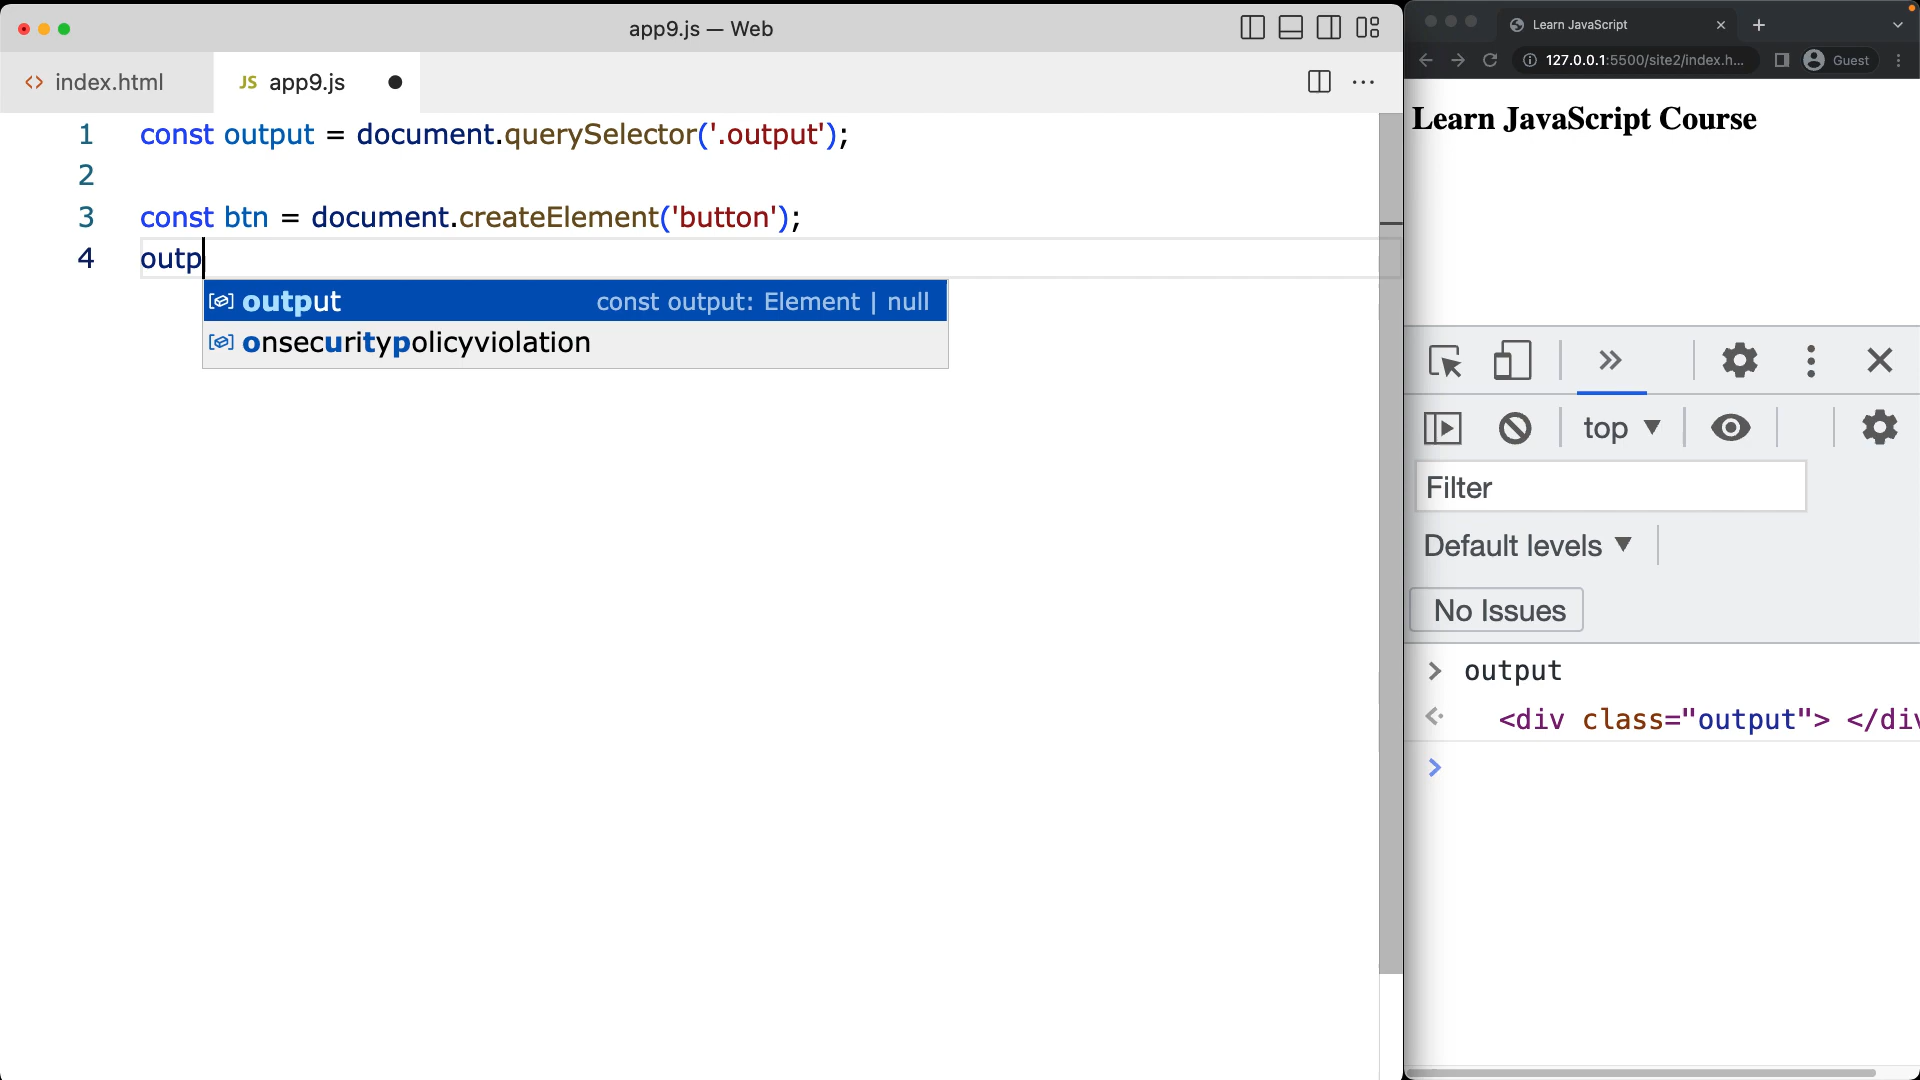 app9.js — Web
index.html
JS app9.js
1 const output = document.querySelector('.output');
2
3 const btn = document.createElement('button');
4 outp
output const output: Element | null
onsecuritypolicyviolation
Learn JavaScript
127.0.0.1:5500/site2/index.h...
Guest
Learn JavaScript Course
top
Filter
Default levels
No Issues
> output
<div class="output"> </div
>